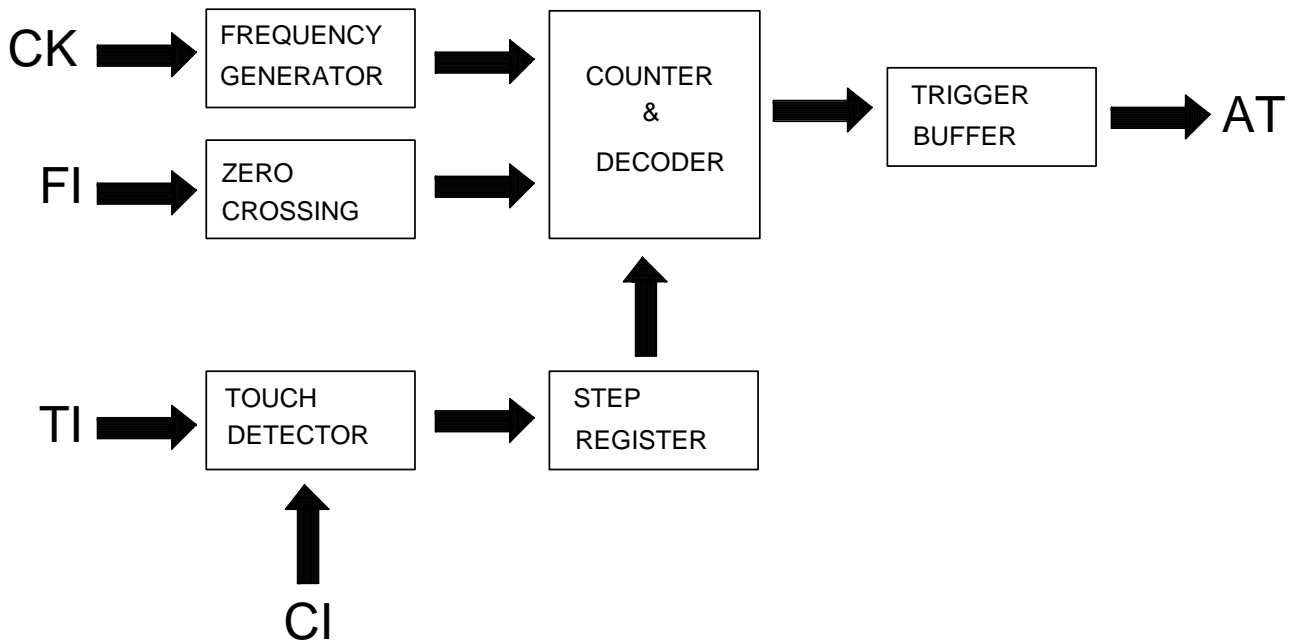 CK
FREQUENCY
GENERATOR
COUNTER
&
DECODER
TRIGGER
BUFFER
AT
FI
ZERO
CROSSING
TI
TOUCH
DETECTOR
STEP
REGISTER
CI